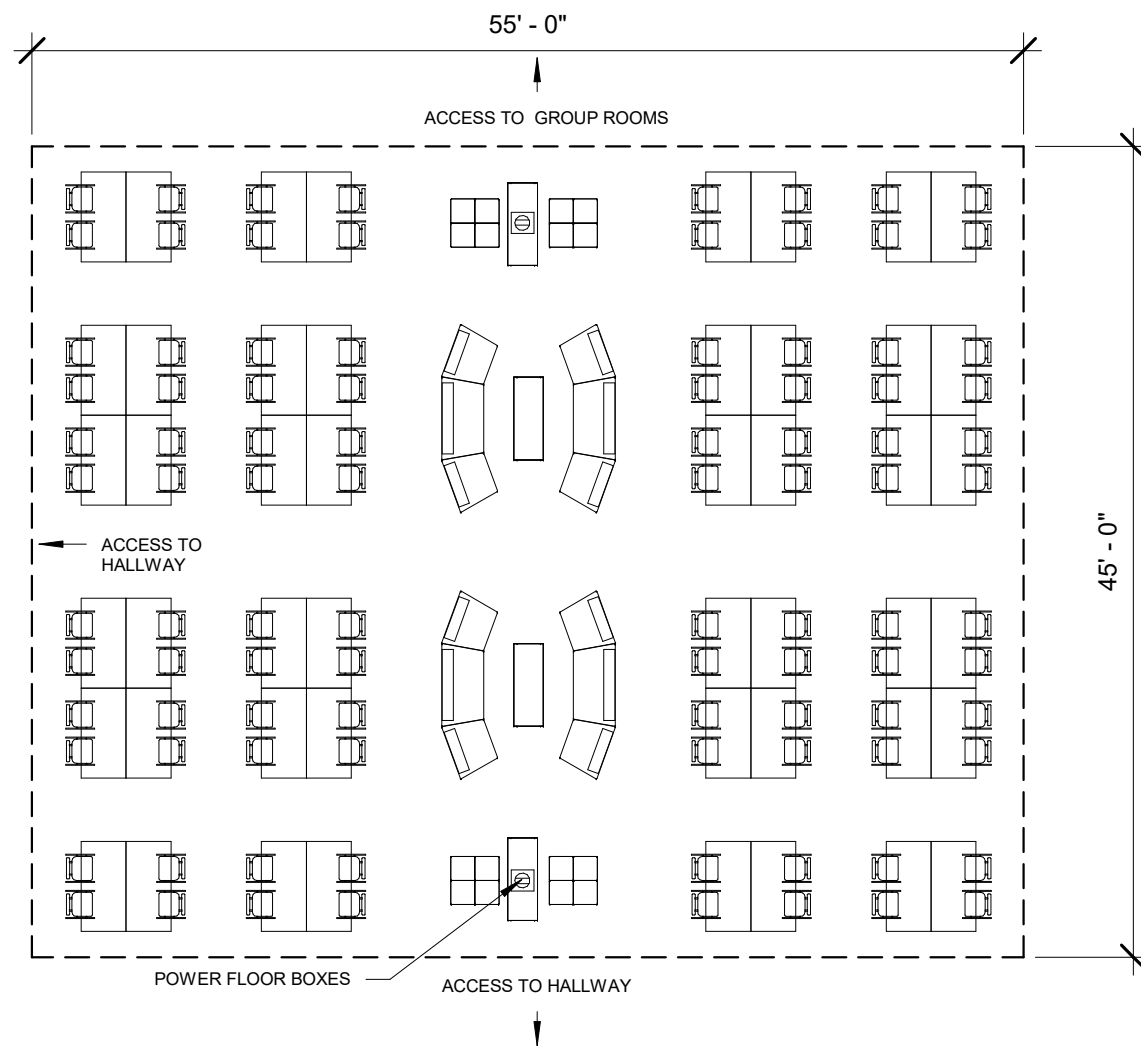 55' - 0"
ACCESS TO GROUP ROOMS
ACCESS TO
HALLWAY
45' - 0"
POWER FLOOR BOXES
ACCESS TO HALLWAY